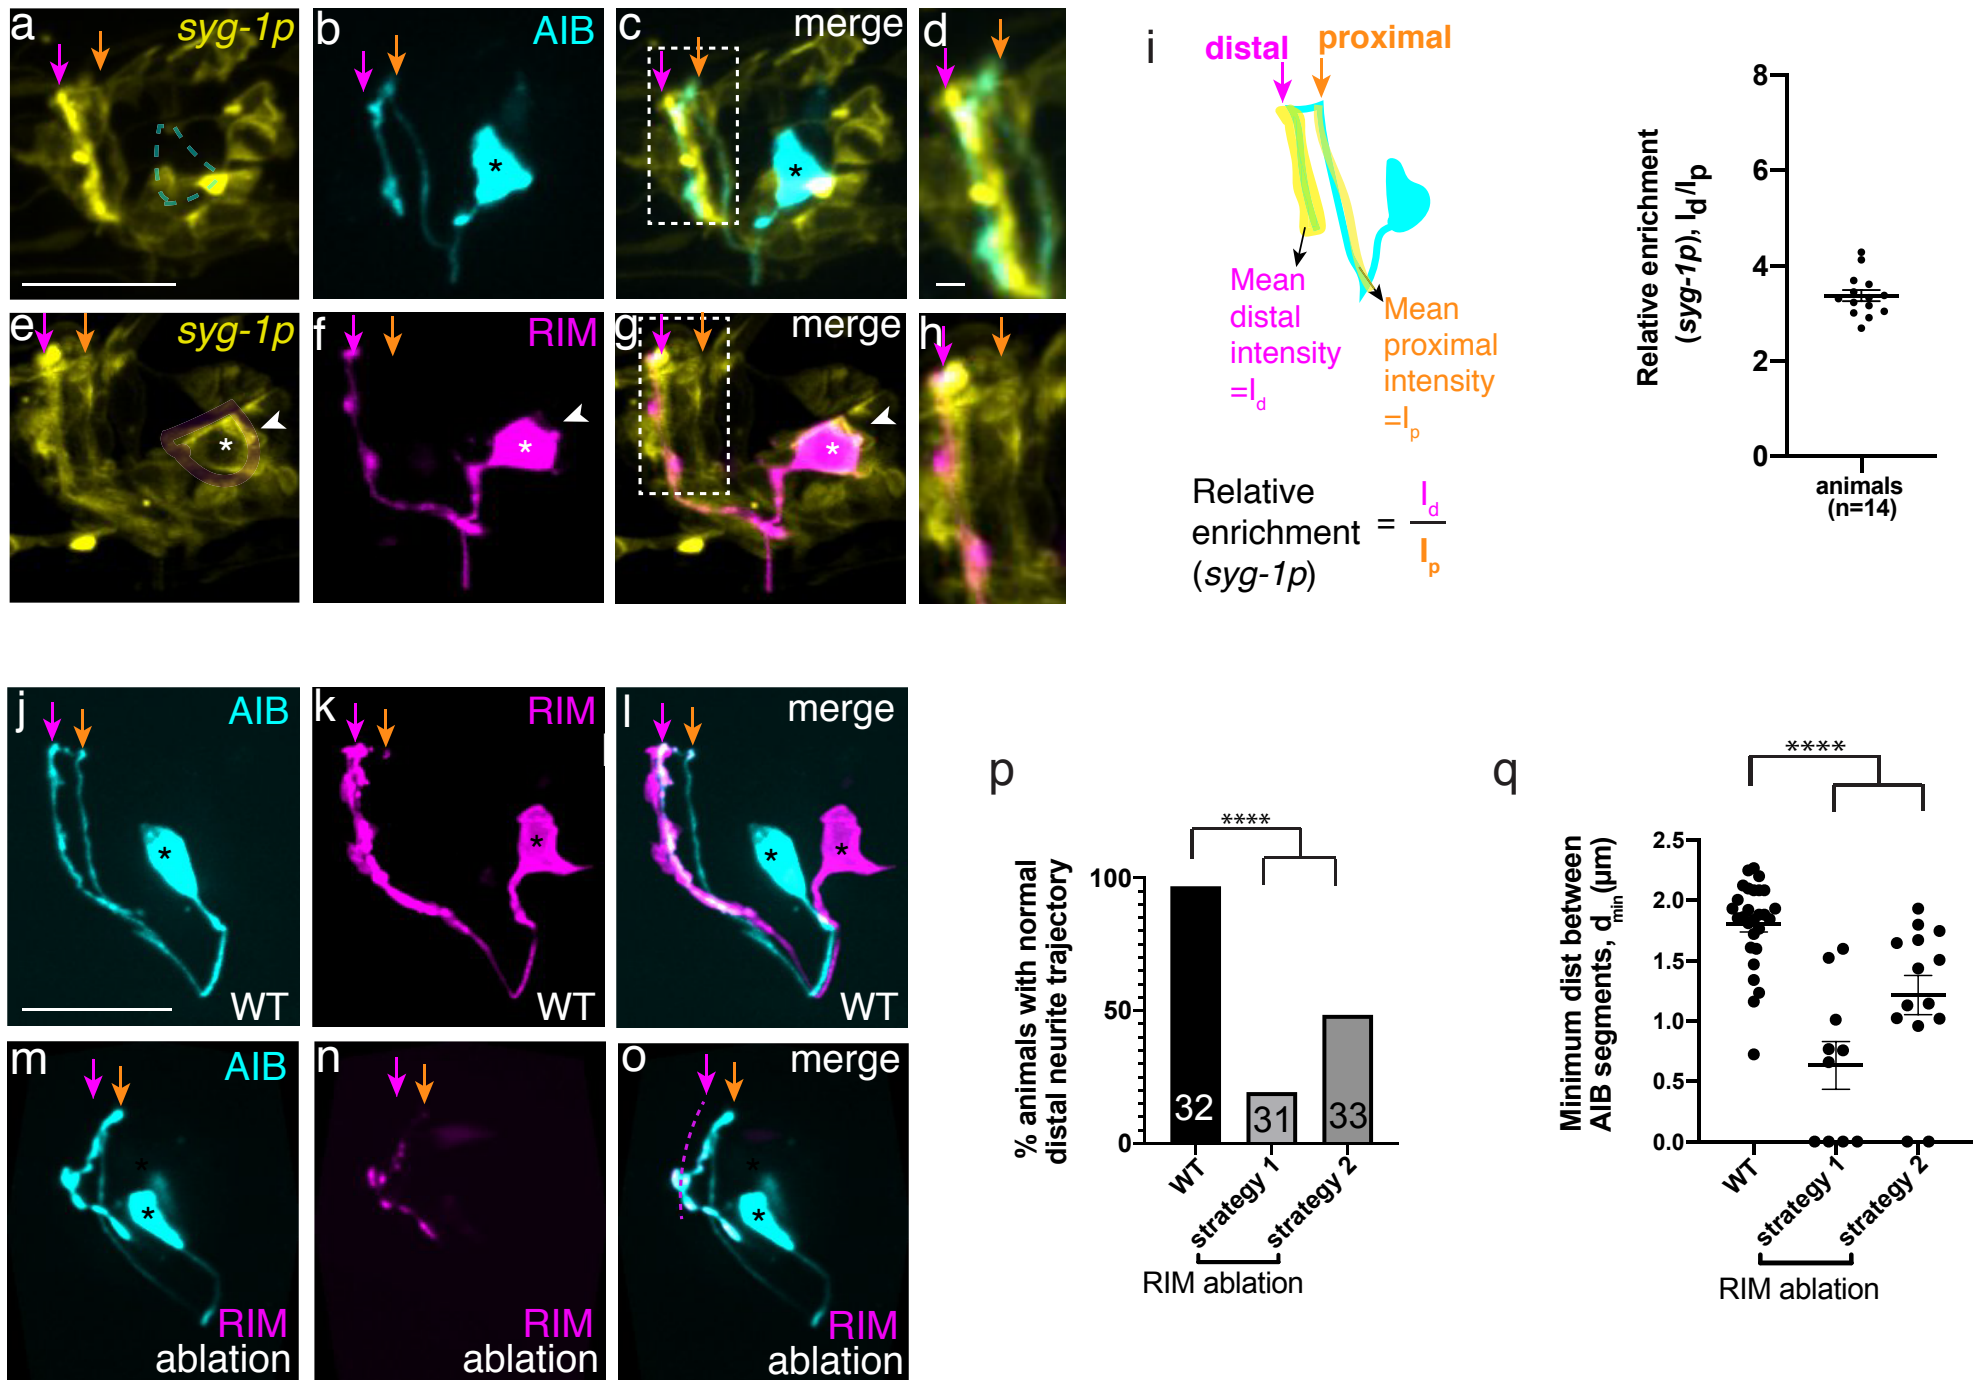 a
syg-1p
b
AIB
c
merge
d
e
syg-1p
f
RIM
g
merge
h
i
distal
proximal
Mean
distal
intensity
=Id
Mean
proximal
intensity
=Ip
Relative
enrichment
(syg-1p)
=
Id
Ip
Relative enrichment
(syg-1p), Id/Ip
8
6
4
2
0
animals
(n=14)
j
AIB
WT
k
RIM
WT
l
merge
WT
m
AIB
RIM
ablation
n
RIM
ablation
o
merge
RIM
ablation
p
% animals with normal
distal neurite trajectory
100
50
0
****
32
31
33
WT
strategy 1
strategy 2
RIM ablation
q
Minimum dist between
AIB segments, dmin (µm)
2.5
2.0
1.5
1.0
0.5
0.0
****
WT
strategy 1
strategy 2
RIM ablation